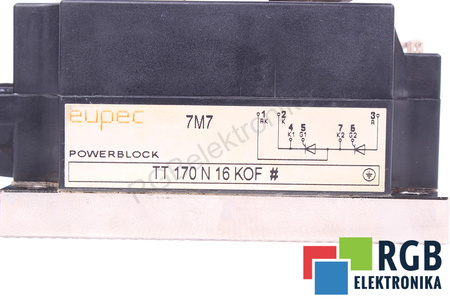 eupec 7M7
1 2 3
AK K A
4 5 7 6
K1 G1 K2 G2
POWERBLOCK
TT 170 N 16 KOF #
RGBelektronika
RGB
ELEKTRONIKA